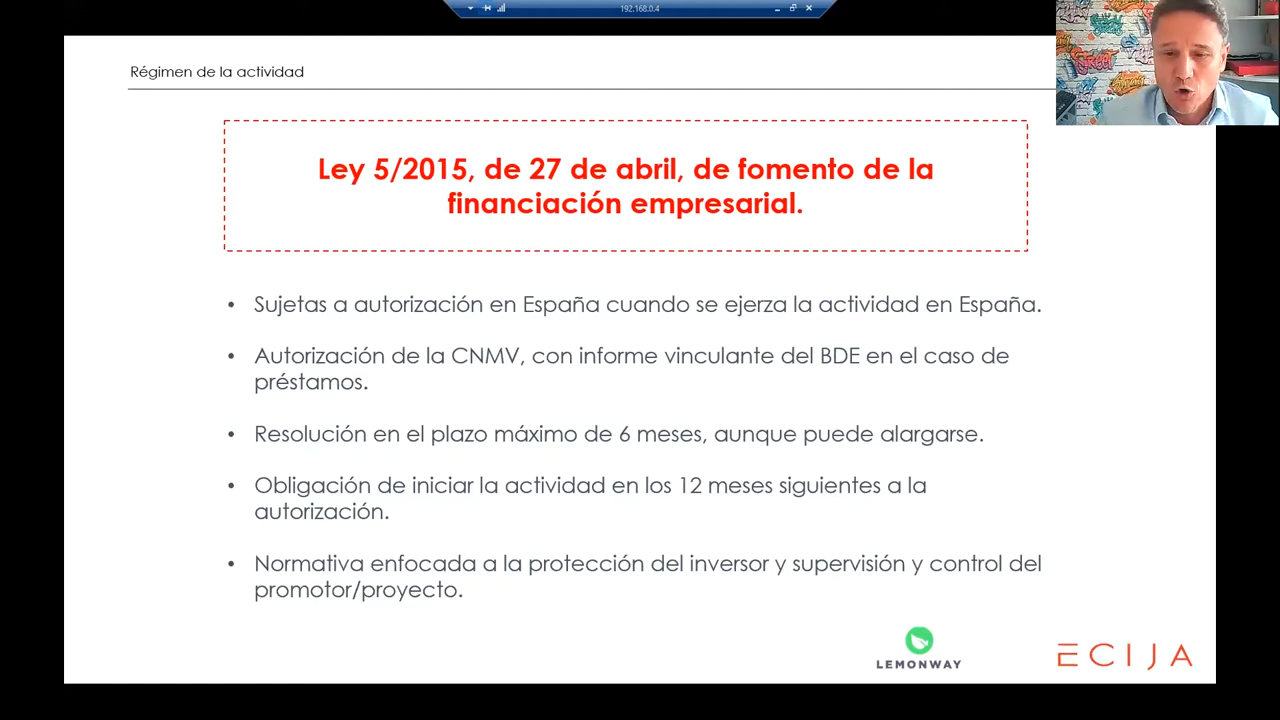 192.168.0.4
Régimen de la actividad
Ley 5/2015, de 27 de abril, de fomento de la
financiación empresarial.
• Sujetas a autorización en España cuando se ejerza la actividad en España.
• Autorización de la CNMV, con informe vinculante del BDE en el caso de
préstamos.
• Resolución en el plazo máximo de 6 meses, aunque puede alargarse.
• Obligación de iniciar la actividad en los 12 meses siguientes a la
autorización.
• Normativa enfocada a la protección del inversor y supervisión y control del
promotor/proyecto.
LEMONWAY
ECIJA